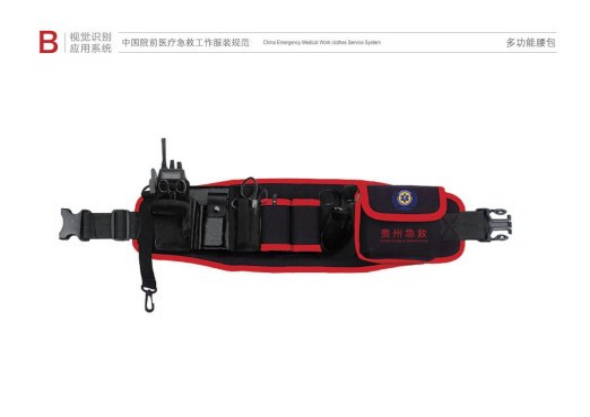 B
视觉识别
应用系统
中国院前医疗急救工作服装规范 China Emergency Medical Work clothes Service System
多功能腰包
贵州急救